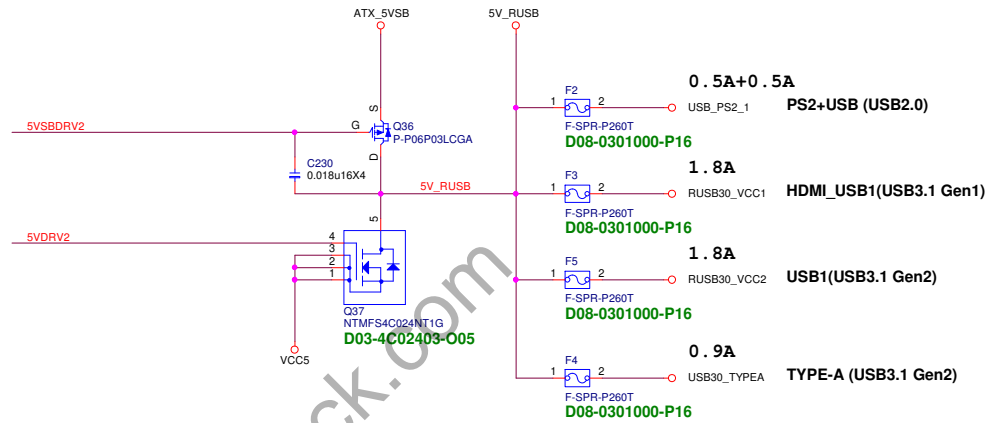 ATX_5VSB
5V_RUSB
5VSBDRV2
G
S
D
Q36
P-P06P03LCGA
C230
0.018u16X4
5V_RUSB
5VDRV2
5
4
3
2
1
Q37
NTMFS4C024NT1G
D03-4C02403-O05
VCC5
0.5A+0.5A
F2
1
2
USB_PS2_1
PS2+USB (USB2.0)
F-SPR-P260T
D08-0301000-P16
1.8A
F3
1
2
RUSB30_VCC1
HDMI_USB1(USB3.1 Gen1)
F-SPR-P260T
D08-0301000-P16
1.8A
F5
1
2
RUSB30_VCC2
USB1(USB3.1 Gen2)
F-SPR-P260T
D08-0301000-P16
0.9A
F4
1
2
USB30_TYPEA
TYPE-A (USB3.1 Gen2)
F-SPR-P260T
D08-0301000-P16
ck.com